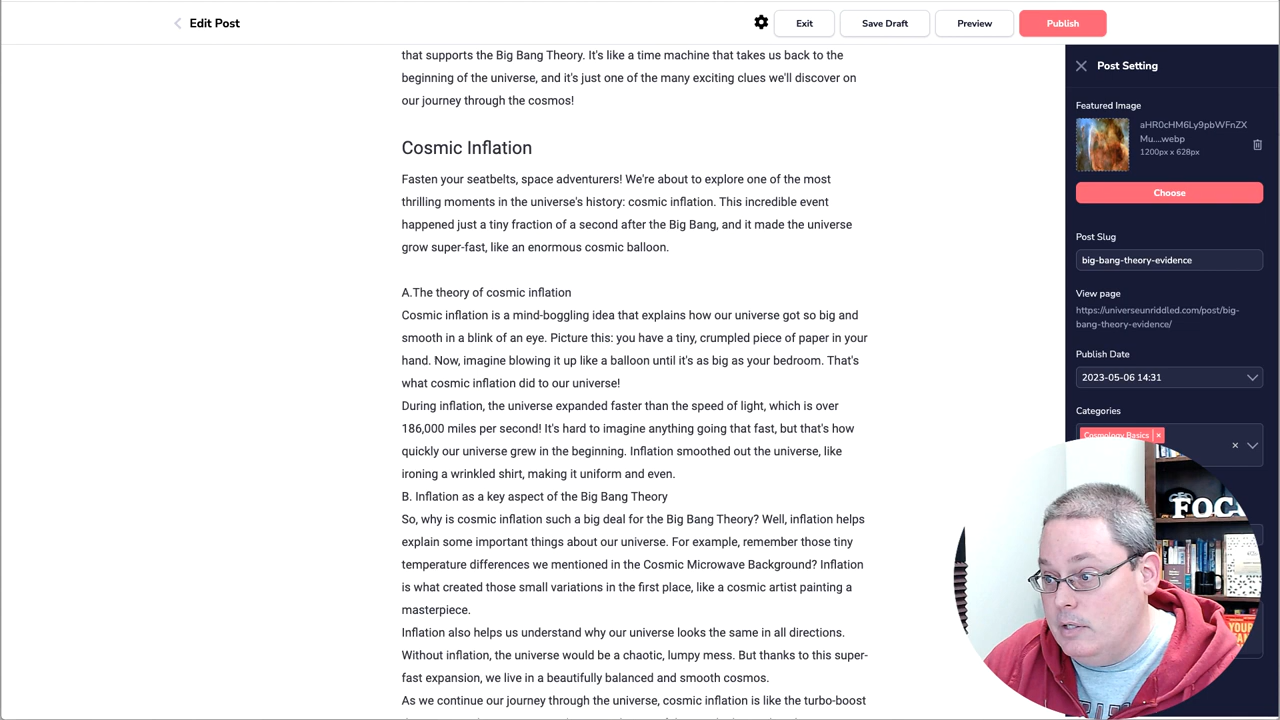 Edit Post
Exit
Save Draft
Preview
Publish
that supports the Big Bang Theory. It's like a time machine that takes us back to the
beginning of the universe, and it's just one of the many exciting clues we'll discover on
our journey through the cosmos!
Cosmic Inflation
Fasten your seatbelts, space adventurers! We're about to explore one of the most
thrilling moments in the universe's history: cosmic inflation. This incredible event
happened just a tiny fraction of a second after the Big Bang, and it made the universe
grow super-fast, like an enormous cosmic balloon.
A.The theory of cosmic inflation
Cosmic inflation is a mind-boggling idea that explains how our universe got so big and
smooth in a blink of an eye. Picture this: you have a tiny, crumpled piece of paper in your
hand. Now, imagine blowing it up like a balloon until it's as big as your bedroom. That's
what cosmic inflation did to our universe!
During inflation, the universe expanded faster than the speed of light, which is over
186,000 miles per second! It's hard to imagine anything going that fast, but that's how
quickly our universe grew in the beginning. Inflation smoothed out the universe, like
ironing a wrinkled shirt, making it uniform and even.
B. Inflation as a key aspect of the Big Bang Theory
So, why is cosmic inflation such a big deal for the Big Bang Theory? Well, inflation helps
explain some important things about our universe. For example, remember those tiny
temperature differences we mentioned in the Cosmic Microwave Background? Inflation
is what created those small variations in the first place, like a cosmic artist painting a
masterpiece.
Inflation also helps us understand why our universe looks the same in all directions.
Without inflation, the universe would be a chaotic, lumpy mess. But thanks to this super-
fast expansion, we live in a beautifully balanced and smooth cosmos.
As we continue our journey through the universe, cosmic inflation is like the turbo-boost
Post Setting
Featured Image
aHR0cHM6Ly9pbWFnZX
Mu....webp
1200px x 628px
Choose
Post Slug
big-bang-theory-evidence
View page
https://universeunriddled.com/post/big-
bang-theory-evidence/
Publish Date
2023-05-06 14:31
Categories
Cosmology Basics
FOC